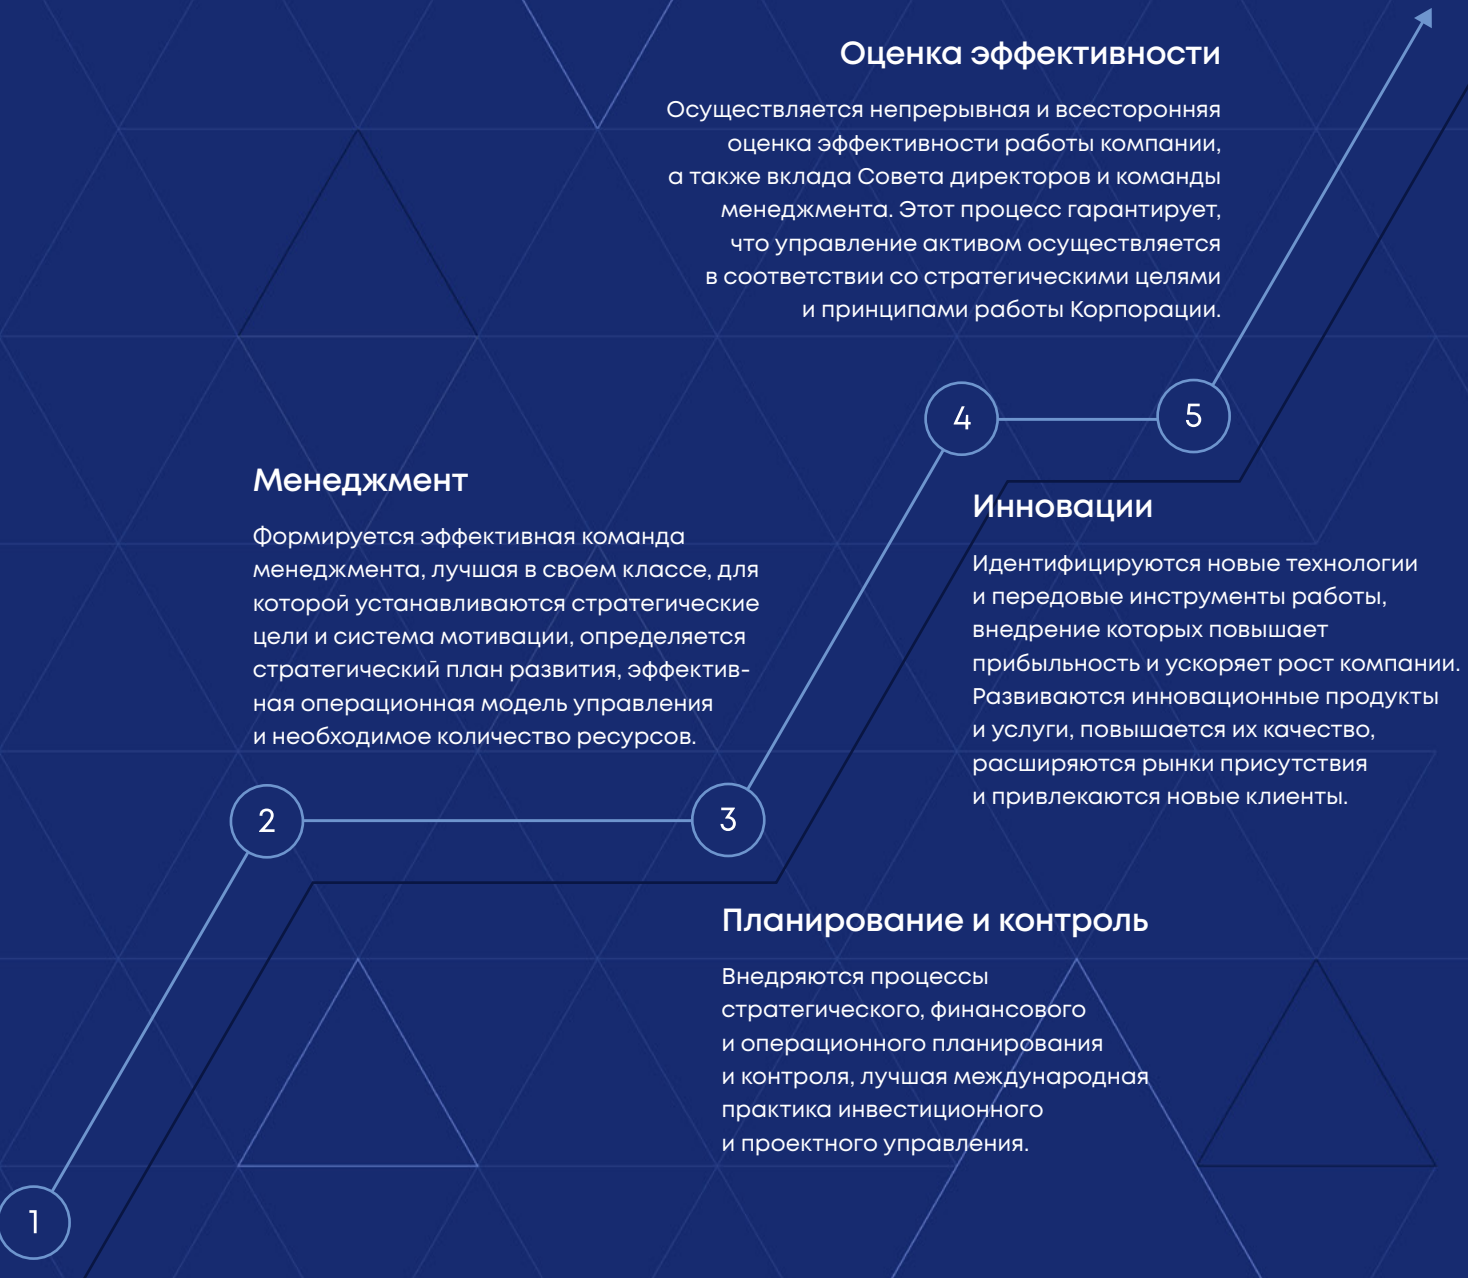 Оценка эффективности
Осуществляется непрерывная и всесторонняя
оценка эффективности работы компании,
а также вклада Совета директоров и команды
менеджмента. Этот процесс гарантирует,
что управление активом осуществляется
в соответствии со стратегическими целями
и принципами работы Корпорации.
4
5
Менеджмент
Формируется эффективная команда
менеджмента, лучшая в своем классе, для
которой устанавливаются стратегические
цели и система мотивации, определяется
стратегический план развития, эффектив-
ная операционная модель управления
и необходимое количество ресурсов.
Инновации
Идентифицируются новые технологии
и передовые инструменты работы,
внедрение которых повышает
прибыльность и ускоряет рост компании.
Развиваются инновационные продукты
и услуги, повышается их качество,
расширяются рынки присутствия
и привлекаются новые клиенты.
2
3
Планирование и контроль
Внедряются процессы
стратегического, финансового
и операционного планирования
и контроля, лучшая международная
практика инвестиционного
и проектного управления.
1